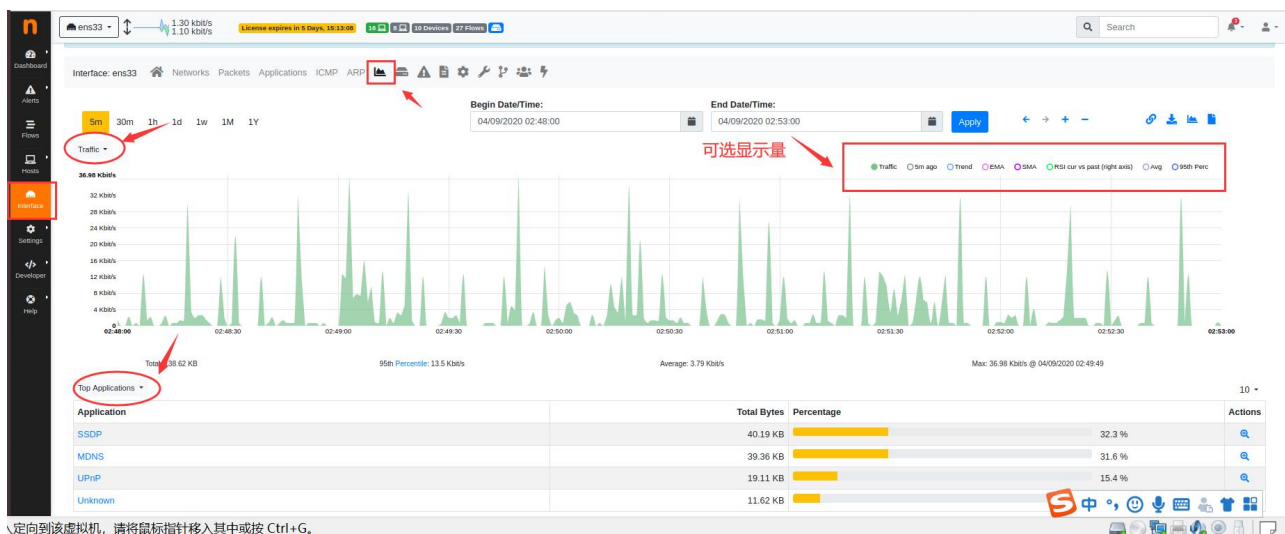 n
ens33
1.30 kbit/s
1.10 kbit/s
License expires in 5 Days, 15:13:08
16
8
10 Devices
27 Flows
Search
Dashboard
Alerts
Flows
Hosts
Interface
Settings
Developer
Help
Interface: ens33 Networks Packets Applications ICMP ARP
Begin Date/Time:
End Date/Time:
5m 30m 1h 1d 1w 1M 1Y
04/09/2020 02:48:00
04/09/2020 02:53:00
Apply
Traffic
可选显示量
Traffic 5m ago Trend EMA SMA RSI cur vs past (right axis) Avg 95th Perc
36.98 Kbit/s
32 Kbit/s
28 Kbit/s
24 Kbit/s
20 Kbit/s
16 Kbit/s
12 Kbit/s
8 Kbit/s
4 Kbit/s
0
02:48:00 02:48:30 02:49:00 02:49:30 02:50:00 02:50:30 02:51:00 02:51:30 02:52:00 02:52:30 02:53:00
95th Percentile: 13.5 Kbit/s
Average: 3.79 Kbit/s
Max: 36.98 Kbit/s @ 04/09/2020 02:49:49
Top Applications
10
Application Total Bytes Percentage Actions
SSDP 40.19 KB 32.3 %
MDNS 39.36 KB 31.6 %
UPnP 19.11 KB 15.4 %
Unknown 11.62 KB
S 中
定向到该虚拟机，请将鼠标指针移入其中或按 Ctrl+G。